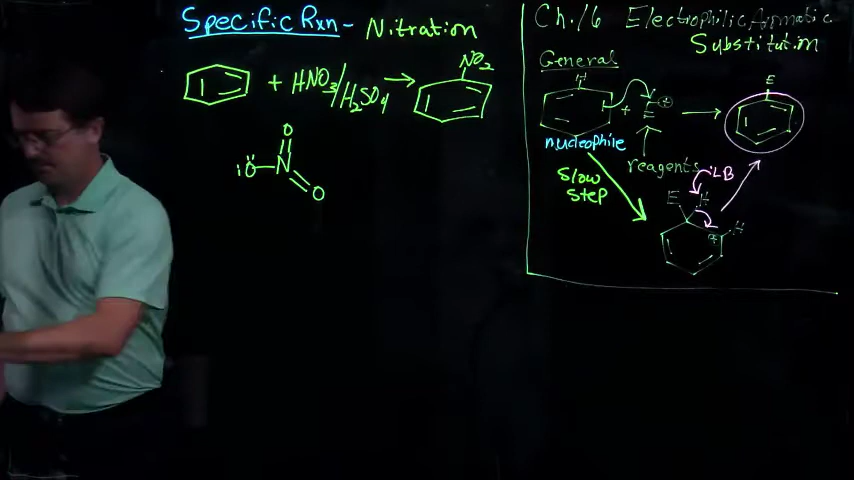 Specific Rxn - Nitration
+ HNO3/H2SO4 → NO2
O
:Ö-N
O
Ch. 16 Electrophilic Aromatic
Substitution
General
H
+ E⊕ → E
nucleophile
reagents
slow
step
:LB
E H
⊕ H